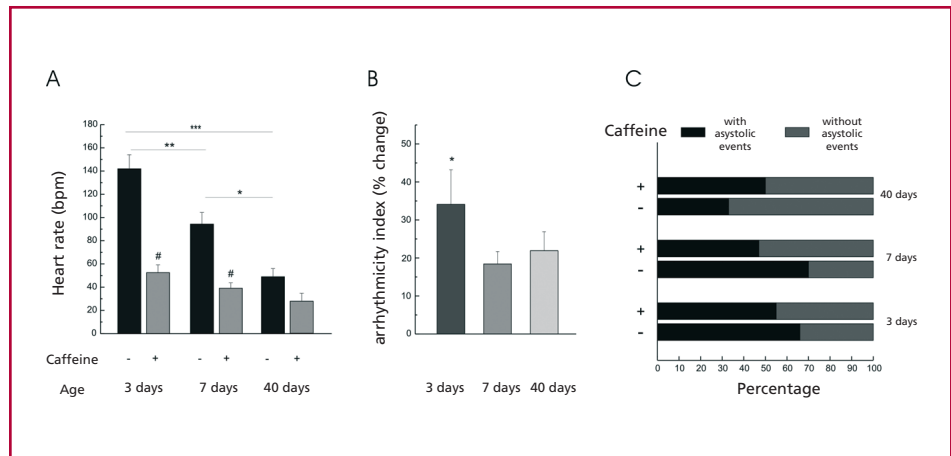 A
Heart rate (bpm)
180
160
140
120
100
80
60
40
20
0
***
**
*
#
#
Caffeine - + - + - +
Age 3 days 7 days 40 days
B
arrhythmicity index (% change)
50
50
40
30
20
10
0
*
3 days 7 days 40 days
C
Caffeine
with
asystolic
events
without
asystolic
events
+
-
40 days
+
-
7 days
+
-
3 days
0 10 20 30 40 50 60 70 80 90 100
Percentage